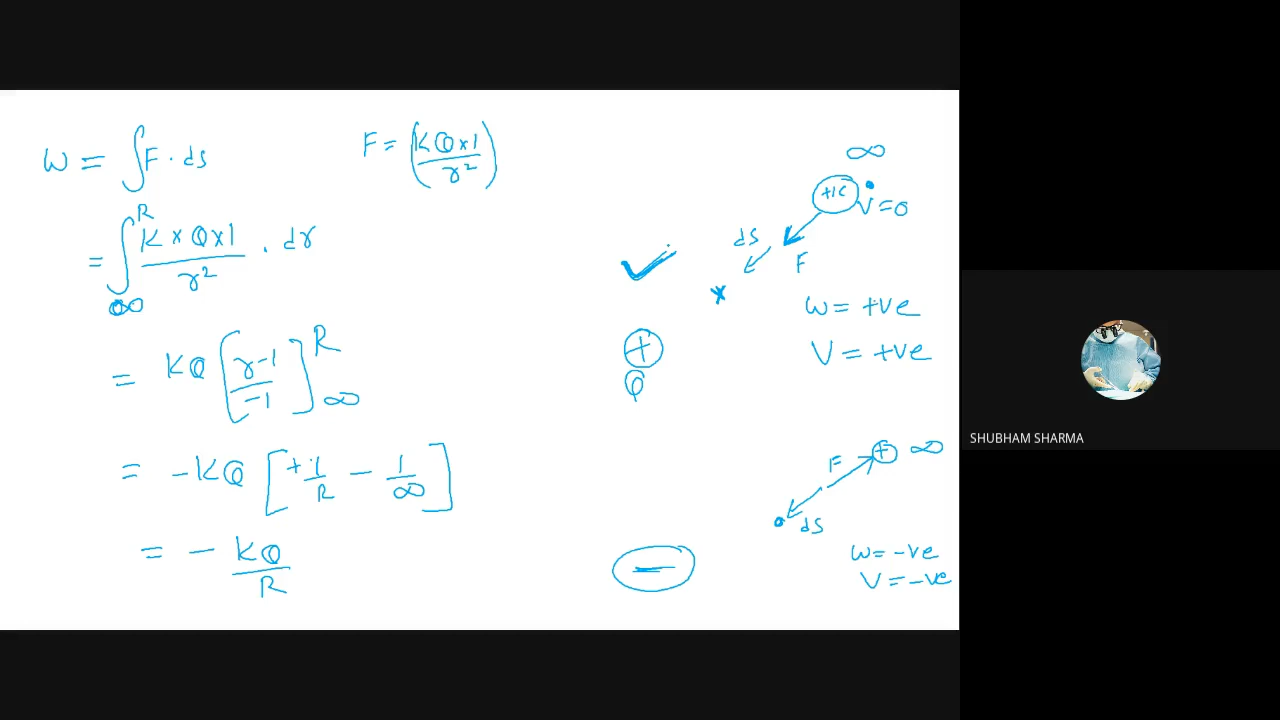 W = ∫F · ds
F = (KQ×1/r²)
= ∫_∞^R K×Q×1/r² · dr
= KQ [r-1/-1]_∞^R
= -KQ [+1/R - 1/∞]
= - KQ/R
∞
+1C
V=0
ds
F
W = +ve
V = +ve
+
Q
F
+
∞
ds
W = -ve
V = -ve
−
SHUBHAM SHARMA